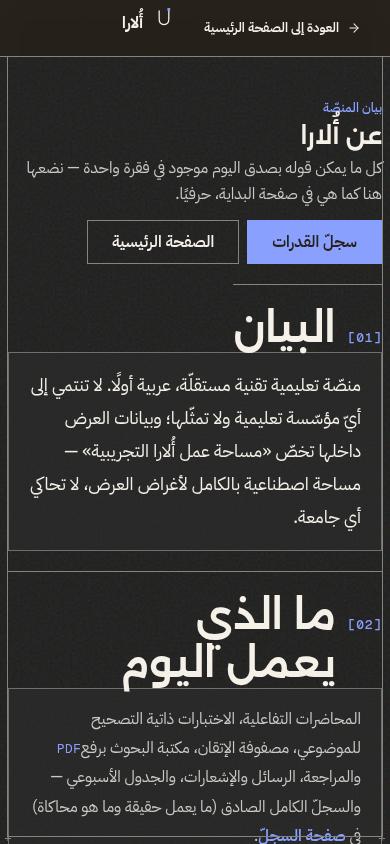 → العودة إلى الصفحة الرئيسية
أُلارا
بيان المنصّة
عن أُلارا
كل ما يمكن قوله بصدق اليوم موجود في فقرة واحدة — نضعها
هنا كما هي في صفحة البداية، حرفيًا.
سجلّ القدرات
الصفحة الرئيسية
[01] البيان
منصّة تعليمية تقنية مستقلّة، عربية أولًا. لا تنتمي إلى
أيّ مؤسّسة تعليمية ولا تمثّلها؛ وبيانات العرض
داخلها تخصّ «مساحة عمل أُلارا التجريبية» —
مساحة اصطناعية بالكامل لأغراض العرض، لا تحاكي
أي جامعة.
[02] ما الذي
يعمل اليوم
المحاضرات التفاعلية، الاختبارات ذاتية التصحيح
للموضوعي، مصفوفة الإتقان، مكتبة البحوث برفع PDF
والمراجعة، الرسائل والإشعارات، والجدول الأسبوعي —
والسجلّ الكامل الصادق (ما يعمل حقيقة وما هو محاكاة)
في صفحة السجلّ.